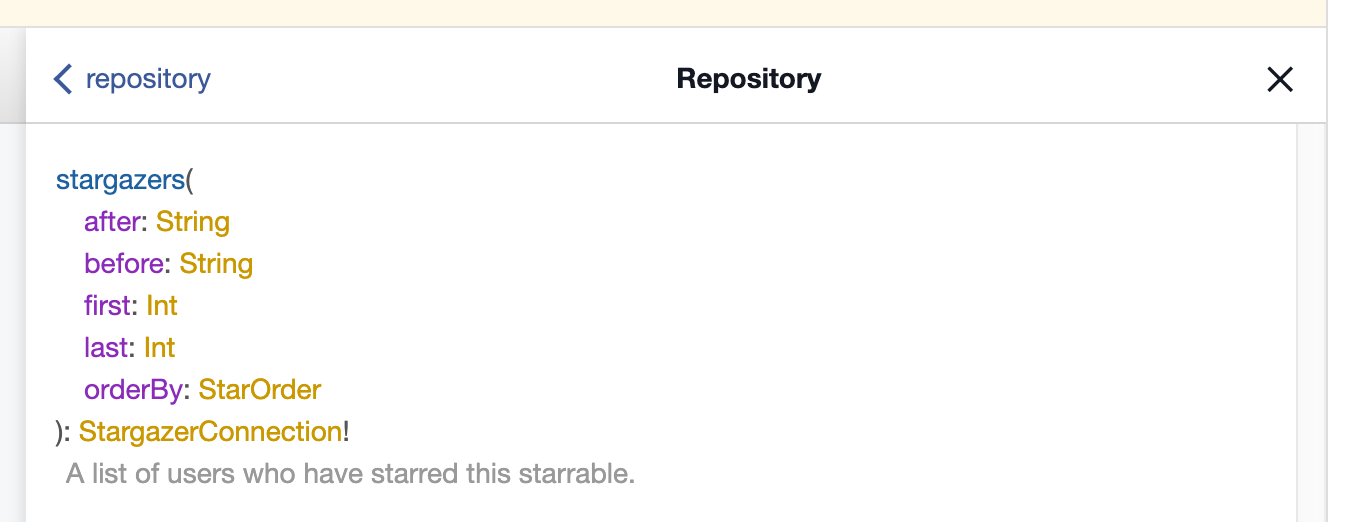 repository
Repository
stargazers(
after: String
before: String
first: Int
last: Int
orderBy: StarOrder
): StargazerConnection!
A list of users who have starred this starrable.